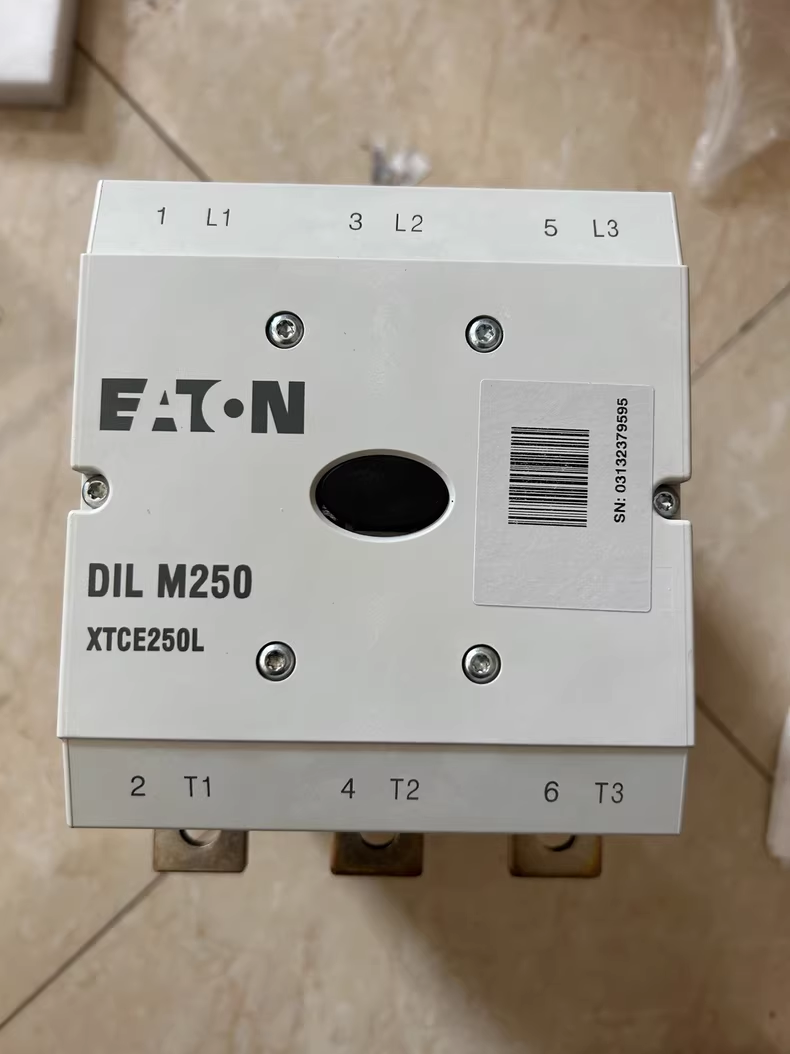 1 L1 3 L2 5 L3
EATON
SN: 03132379595
DIL M250
XTCE250L
2 T1 4 T2 6 T3